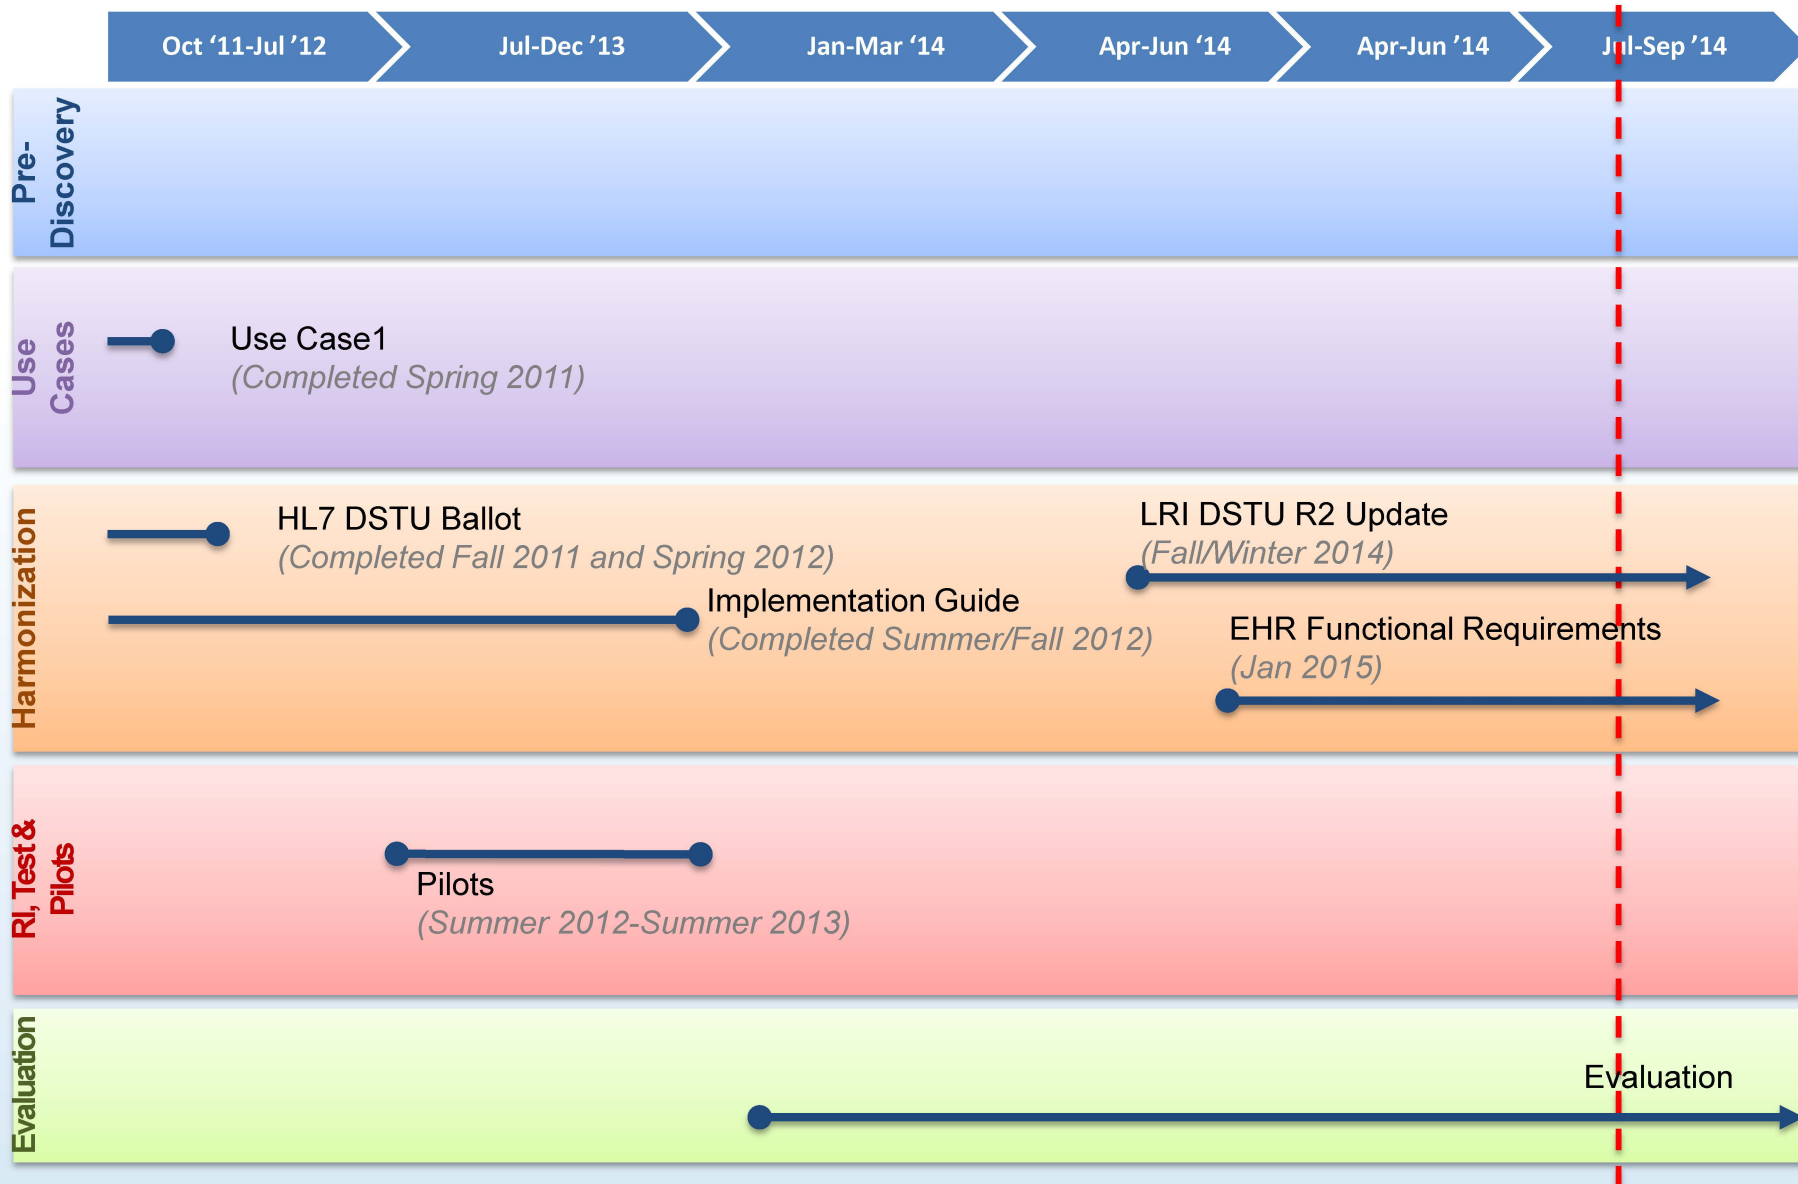 Oct ‘11-Jul ’12
Jul-Dec ’13
Jan-Mar ‘14
Apr-Jun ‘14
Apr-Jun ’14
Jul-Sep ’14
Pre-
Discovery
Use
Cases
Use Case1
(Completed Spring 2011)
Harmonization
HL7 DSTU Ballot
(Completed Fall 2011 and Spring 2012)
Implementation Guide
(Completed Summer/Fall 2012)
LRI DSTU R2 Update
(Fall/Winter 2014)
EHR Functional Requirements
(Jan 2015)
RI, Test &
Pilots
Pilots
(Summer 2012-Summer 2013)
Evaluation
Evaluation